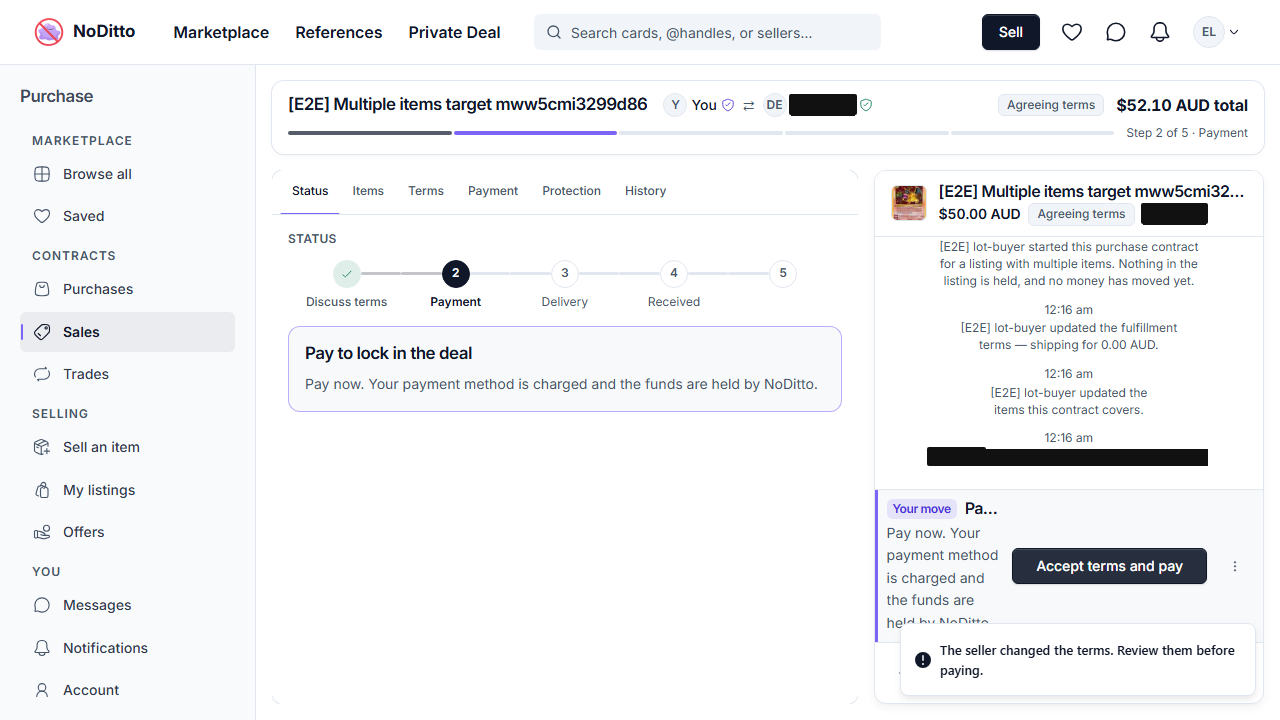 NoDitto
Marketplace
References
Private Deal
Search cards, @handles, or sellers...
Sell
EL
Purchase
MARKETPLACE
Browse all
Saved
CONTRACTS
Purchases
Sales
Trades
SELLING
Sell an item
My listings
Offers
YOU
Messages
Notifications
Account
[E2E] Multiple items target mww5cmi3299d86
Y You
DE
Agreeing terms
$52.10 AUD total
Step 2 of 5 · Payment
Status
Items
Terms
Payment
Protection
History
STATUS
2
3
4
5
Discuss terms
Payment
Delivery
Received
Pay to lock in the deal
Pay now. Your payment method is charged and the funds are held by NoDitto.
[E2E] Multiple items target mww5cmi32...
$50.00 AUD
Agreeing terms
[E2E] lot-buyer started this purchase contract
for a listing with multiple items. Nothing in the
listing is held, and no money has moved yet.
12:16 am
[E2E] lot-buyer updated the fulfillment
terms — shipping for 0.00 AUD.
12:16 am
[E2E] lot-buyer updated the
items this contract covers.
12:16 am
Your move
Pa...
Pay now. Your
payment method
is charged and
the funds are
held by NoDitto
Accept terms and pay
The seller changed the terms. Review them before
paying.